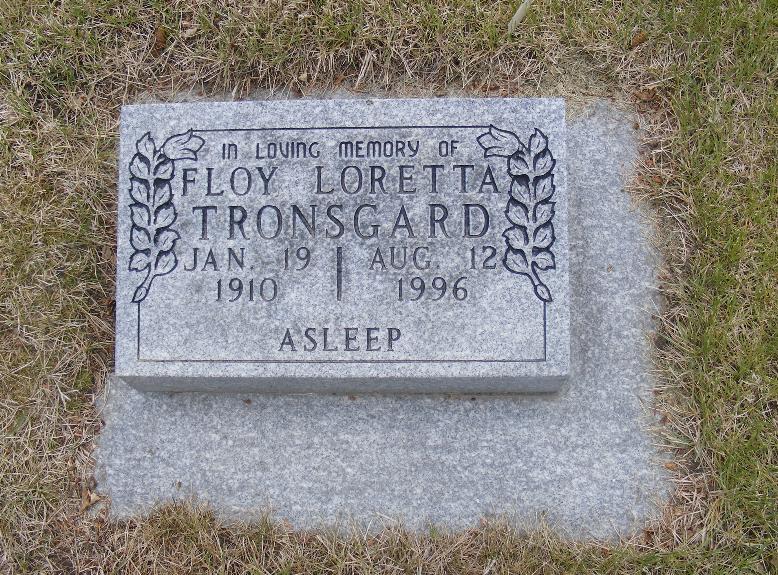 IN LOVING MEMORY OF
FLOY LORETTA
TRONSGARD
JAN. 19 | AUG. 12
1910 | 1996
ASLEEP